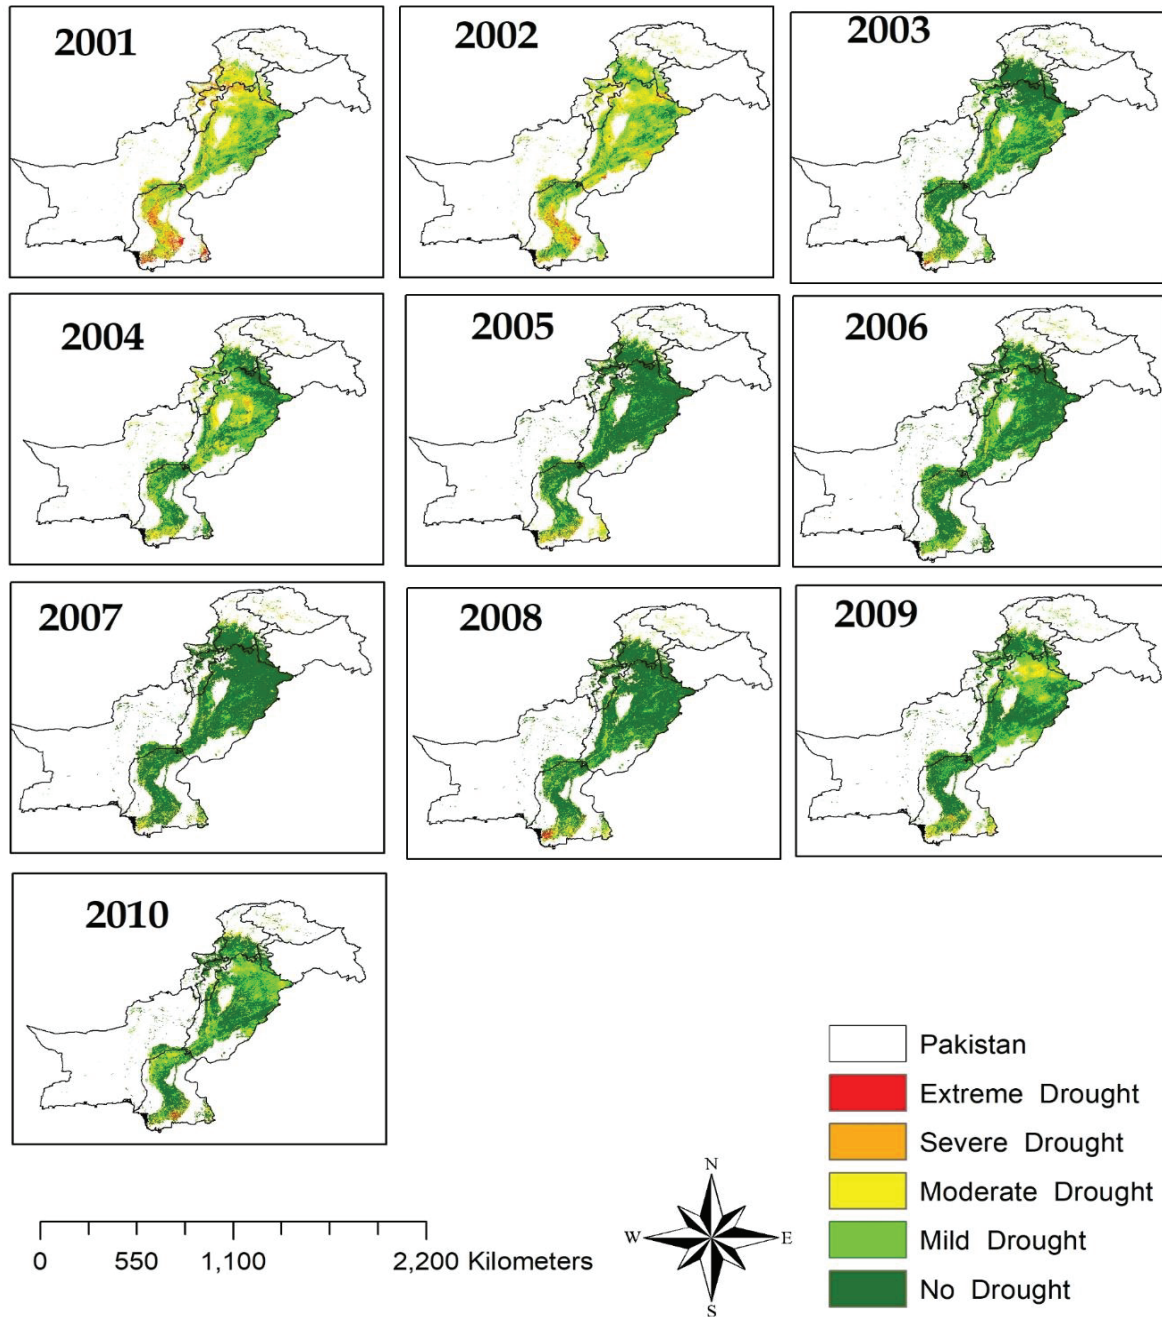 2001
2002
2003
2004
2005
2006
2007
2008
2009
2010
Pakistan
Extreme Drought
Severe Drought
Moderate Drought
Mild Drought
No Drought
N
W E
S
0 550 1,100 2,200 Kilometers